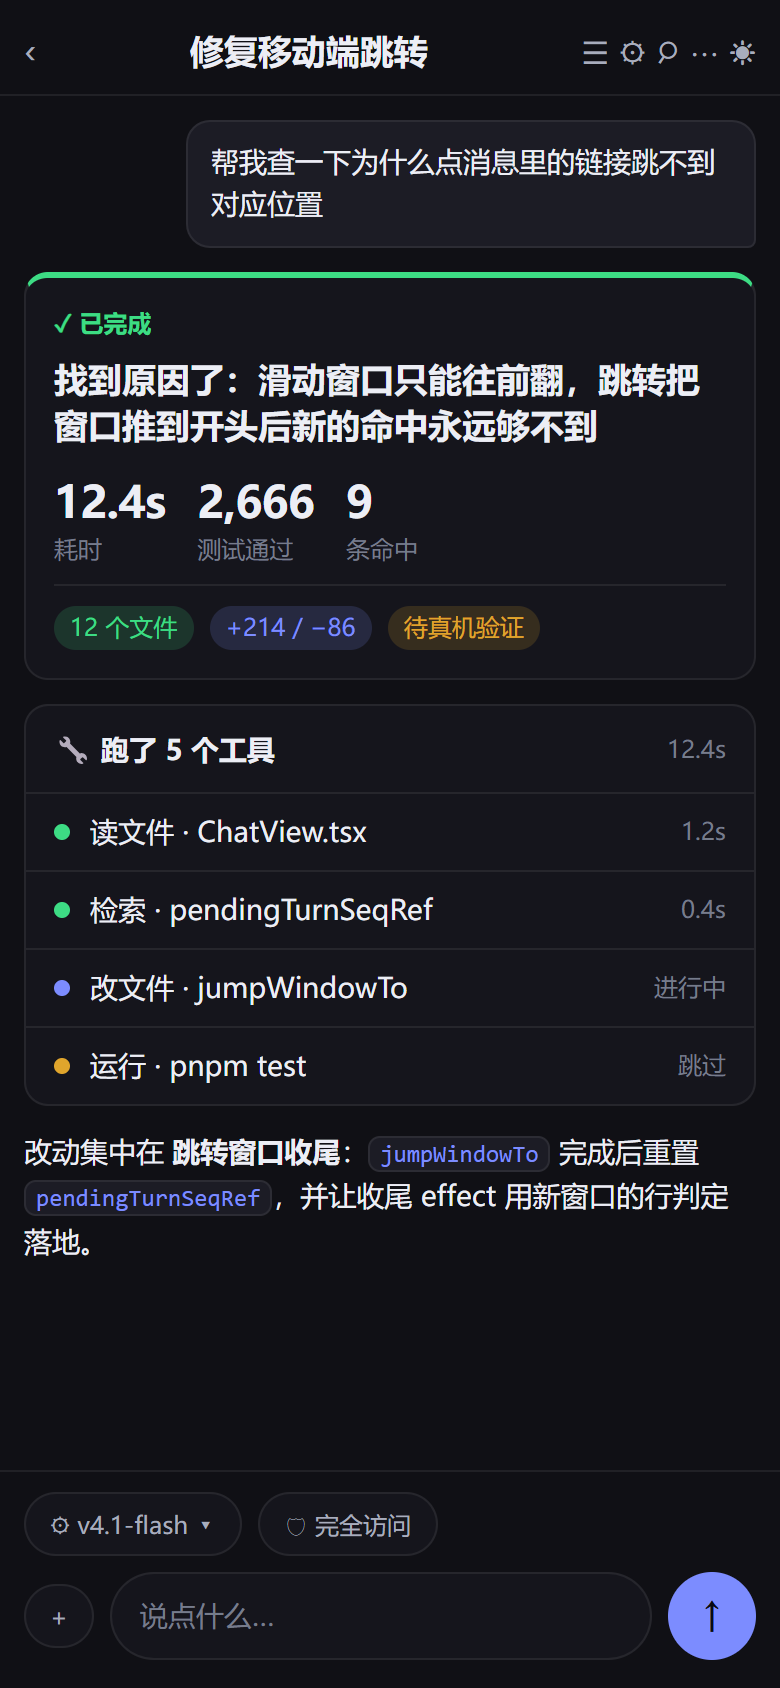 修复移动端跳转
帮我查一下为什么点消息里的链接跳不到
对应位置
✓ 已完成
找到原因了：滑动窗口只能往前翻，跳转把
窗口推到开头后新的命中永远够不到
12.4s 2,666 9
耗时 测试通过 条命中
12 个文件 +214 / −86 待真机验证
跑了 5 个工具 12.4s
读文件 · ChatView.tsx 1.2s
检索 · pendingTurnSeqRef 0.4s
改文件 · jumpWindowTo 进行中
运行 · pnpm test 跳过
改动集中在 跳转窗口收尾： jumpWindowTo 完成后重置
pendingTurnSeqRef，并让收尾 effect 用新窗口的行判定
落地。
v4.1-flash ▾ 完全访问
+ 说点什么… ↑